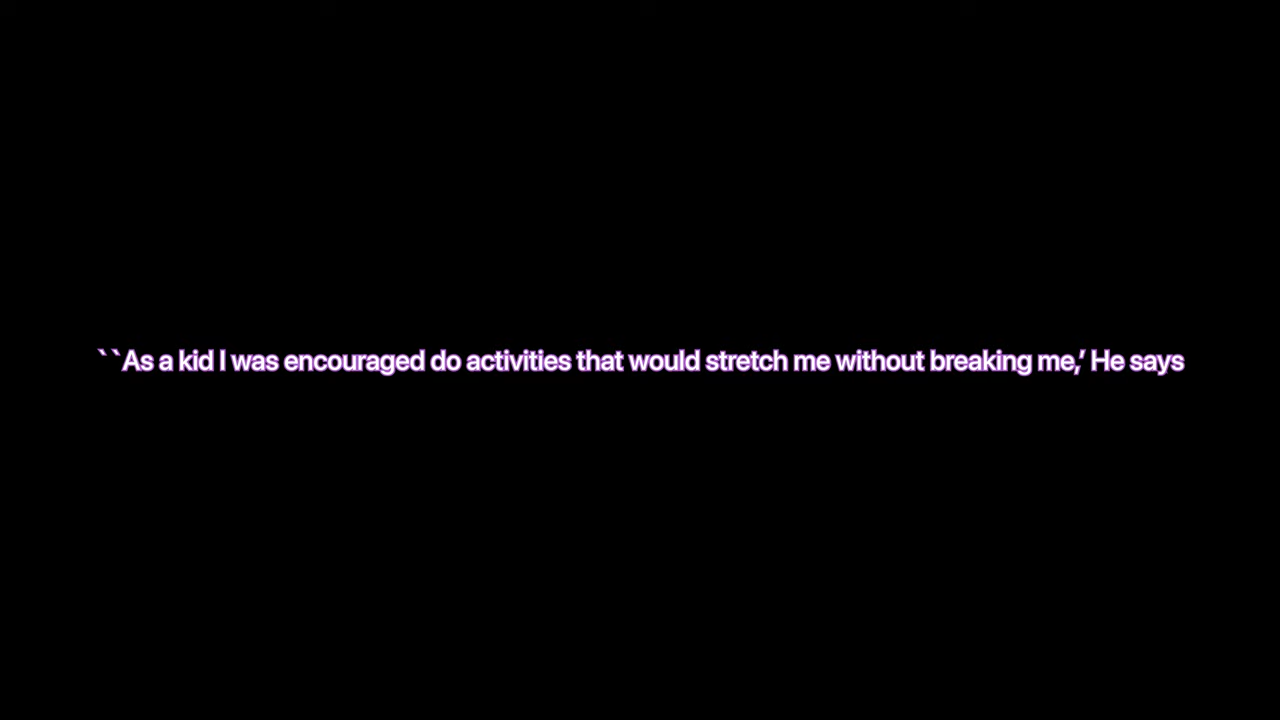 ``As a kid I was encouraged do activities that would stretch me without breaking me,’ He says